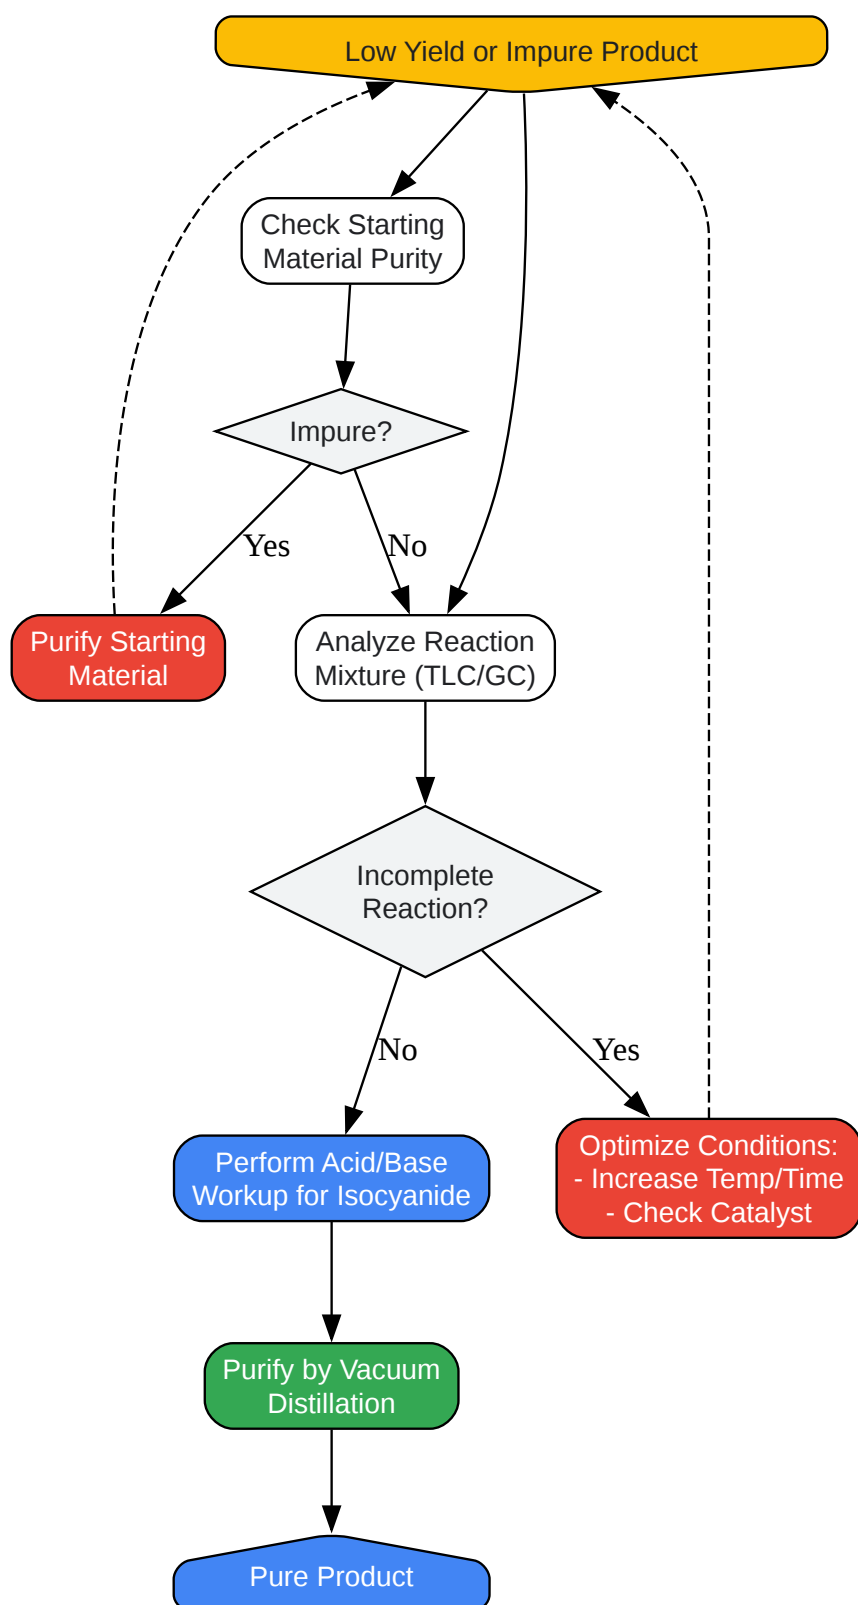 Low Yield or Impure Product
Check Starting
Material Purity
Impure?
Yes
No
Purify Starting
Material
Analyze Reaction
Mixture (TLC/GC)
Incomplete
Reaction?
No
Yes
Perform Acid/Base
Workup for Isocyanide
Optimize Conditions:
- Increase Temp/Time
- Check Catalyst
Purify by Vacuum
Distillation
Pure Product